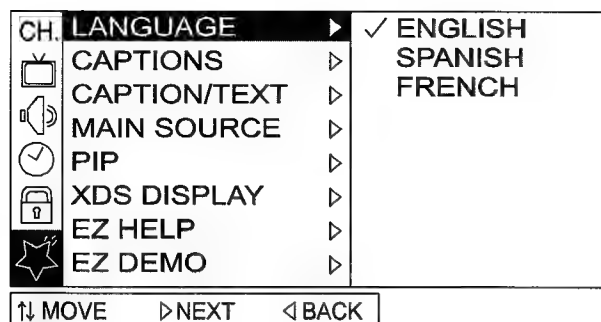 CH. LANGUAGE ▶ ✓ ENGLISH
CAPTIONS ▷ SPANISH
CAPTION/TEXT ▷ FRENCH
MAIN SOURCE ▷
PIP ▷
XDS DISPLAY ▷
EZ HELP ▷
EZ DEMO ▷
↑↓ MOVE ▷ NEXT ◁ BACK